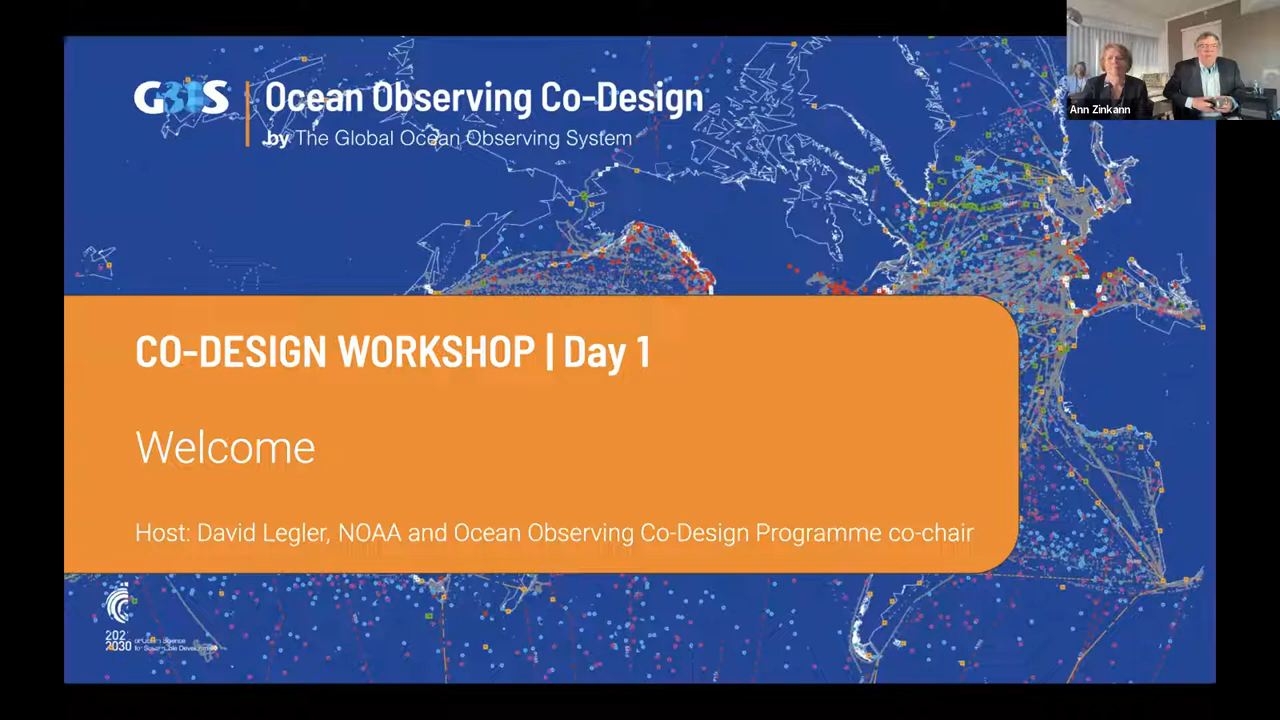 GOOS
Ocean Observing Co-Design
by The Global Ocean Observing System
Ann Zinkann
CO-DESIGN WORKSHOP | Day 1
Welcome
Host: David Legler, NOAA and Ocean Observing Co-Design Programme co-chair
2030